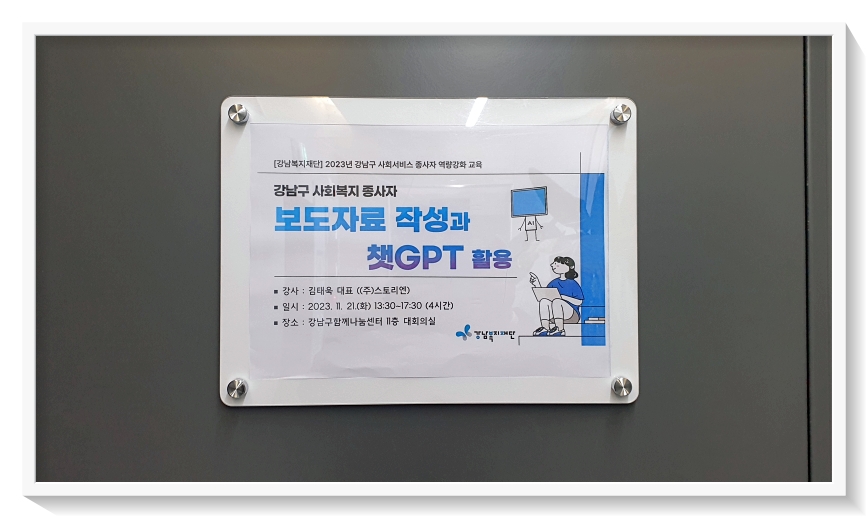 [강남복지재단] 2023년 강남구 사회서비스 종사자 역량강화 교육
강남구 사회복지 종사자
보도자료 작성과
챗GPT 활용
AI
■ 강사 : 김태욱 대표 ((주)스토리엔)
■ 일시 : 2023. 11. 21.(화) 13:30~17:30 (4시간)
■ 장소 : 강남구함께나눔센터 11층 대회의실
강남복지재단